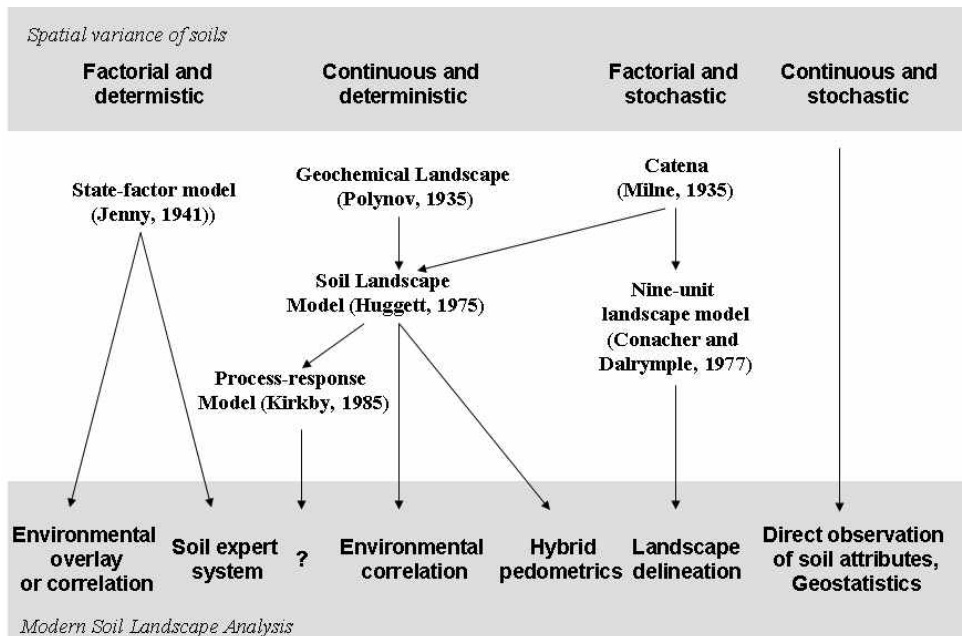 Spatial variance of soils
Factorial and
determistic
Continuous and
deterministic
Factorial and
stochastic
Continuous and
stochastic
State-factor model
(Jenny, 1941))
Geochemical Landscape
(Polynov, 1935)
Catena
(Milne, 1935)
Soil Landscape
Model (Huggett, 1975)
Nine-unit
landscape model
(Conacher and
Dalrymple, 1977)
Process-response
Model (Kirkby, 1985)
Environmental
overlay
or correlation
Soil expert
system
?
Environmental
correlation
Hybrid
pedometrics
Landscape
delineation
Direct observation
of soil attributes,
Geostatistics
Modern Soil Landscape Analysis